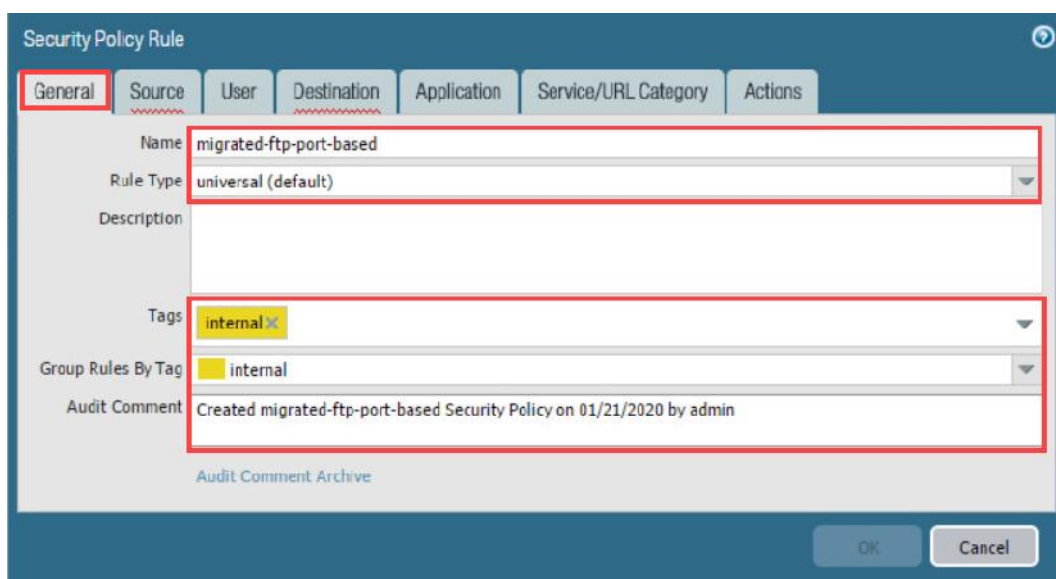 Security Policy Rule
General Source User Destination Application Service/URL Category Actions
Name migrated-ftp-port-based
Rule Type universal (default)
Description
Tags internal
Group Rules By Tag internal
Audit Comment Created migrated-ftp-port-based Security Policy on 01/21/2020 by admin
Audit Comment Archive
OK Cancel